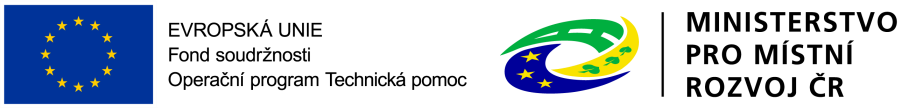 EVROPSKÁ UNIE
Fond soudržnosti
Operační program Technická pomoc
MINISTERSTVO
PRO MÍSTNÍ
ROZVOJ ČR